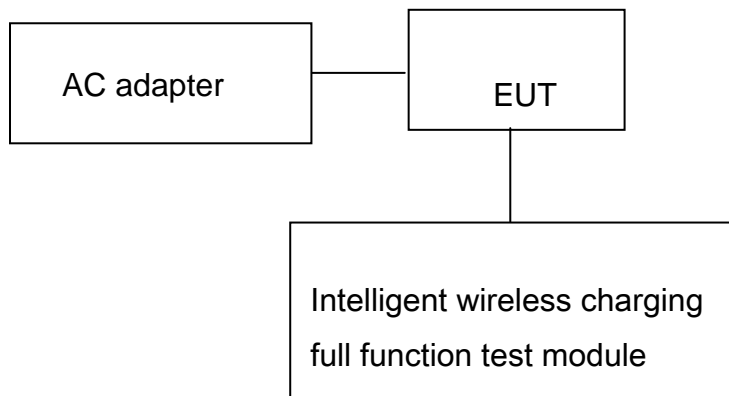 AC adapter
EUT
Intelligent wireless charging
full function test module